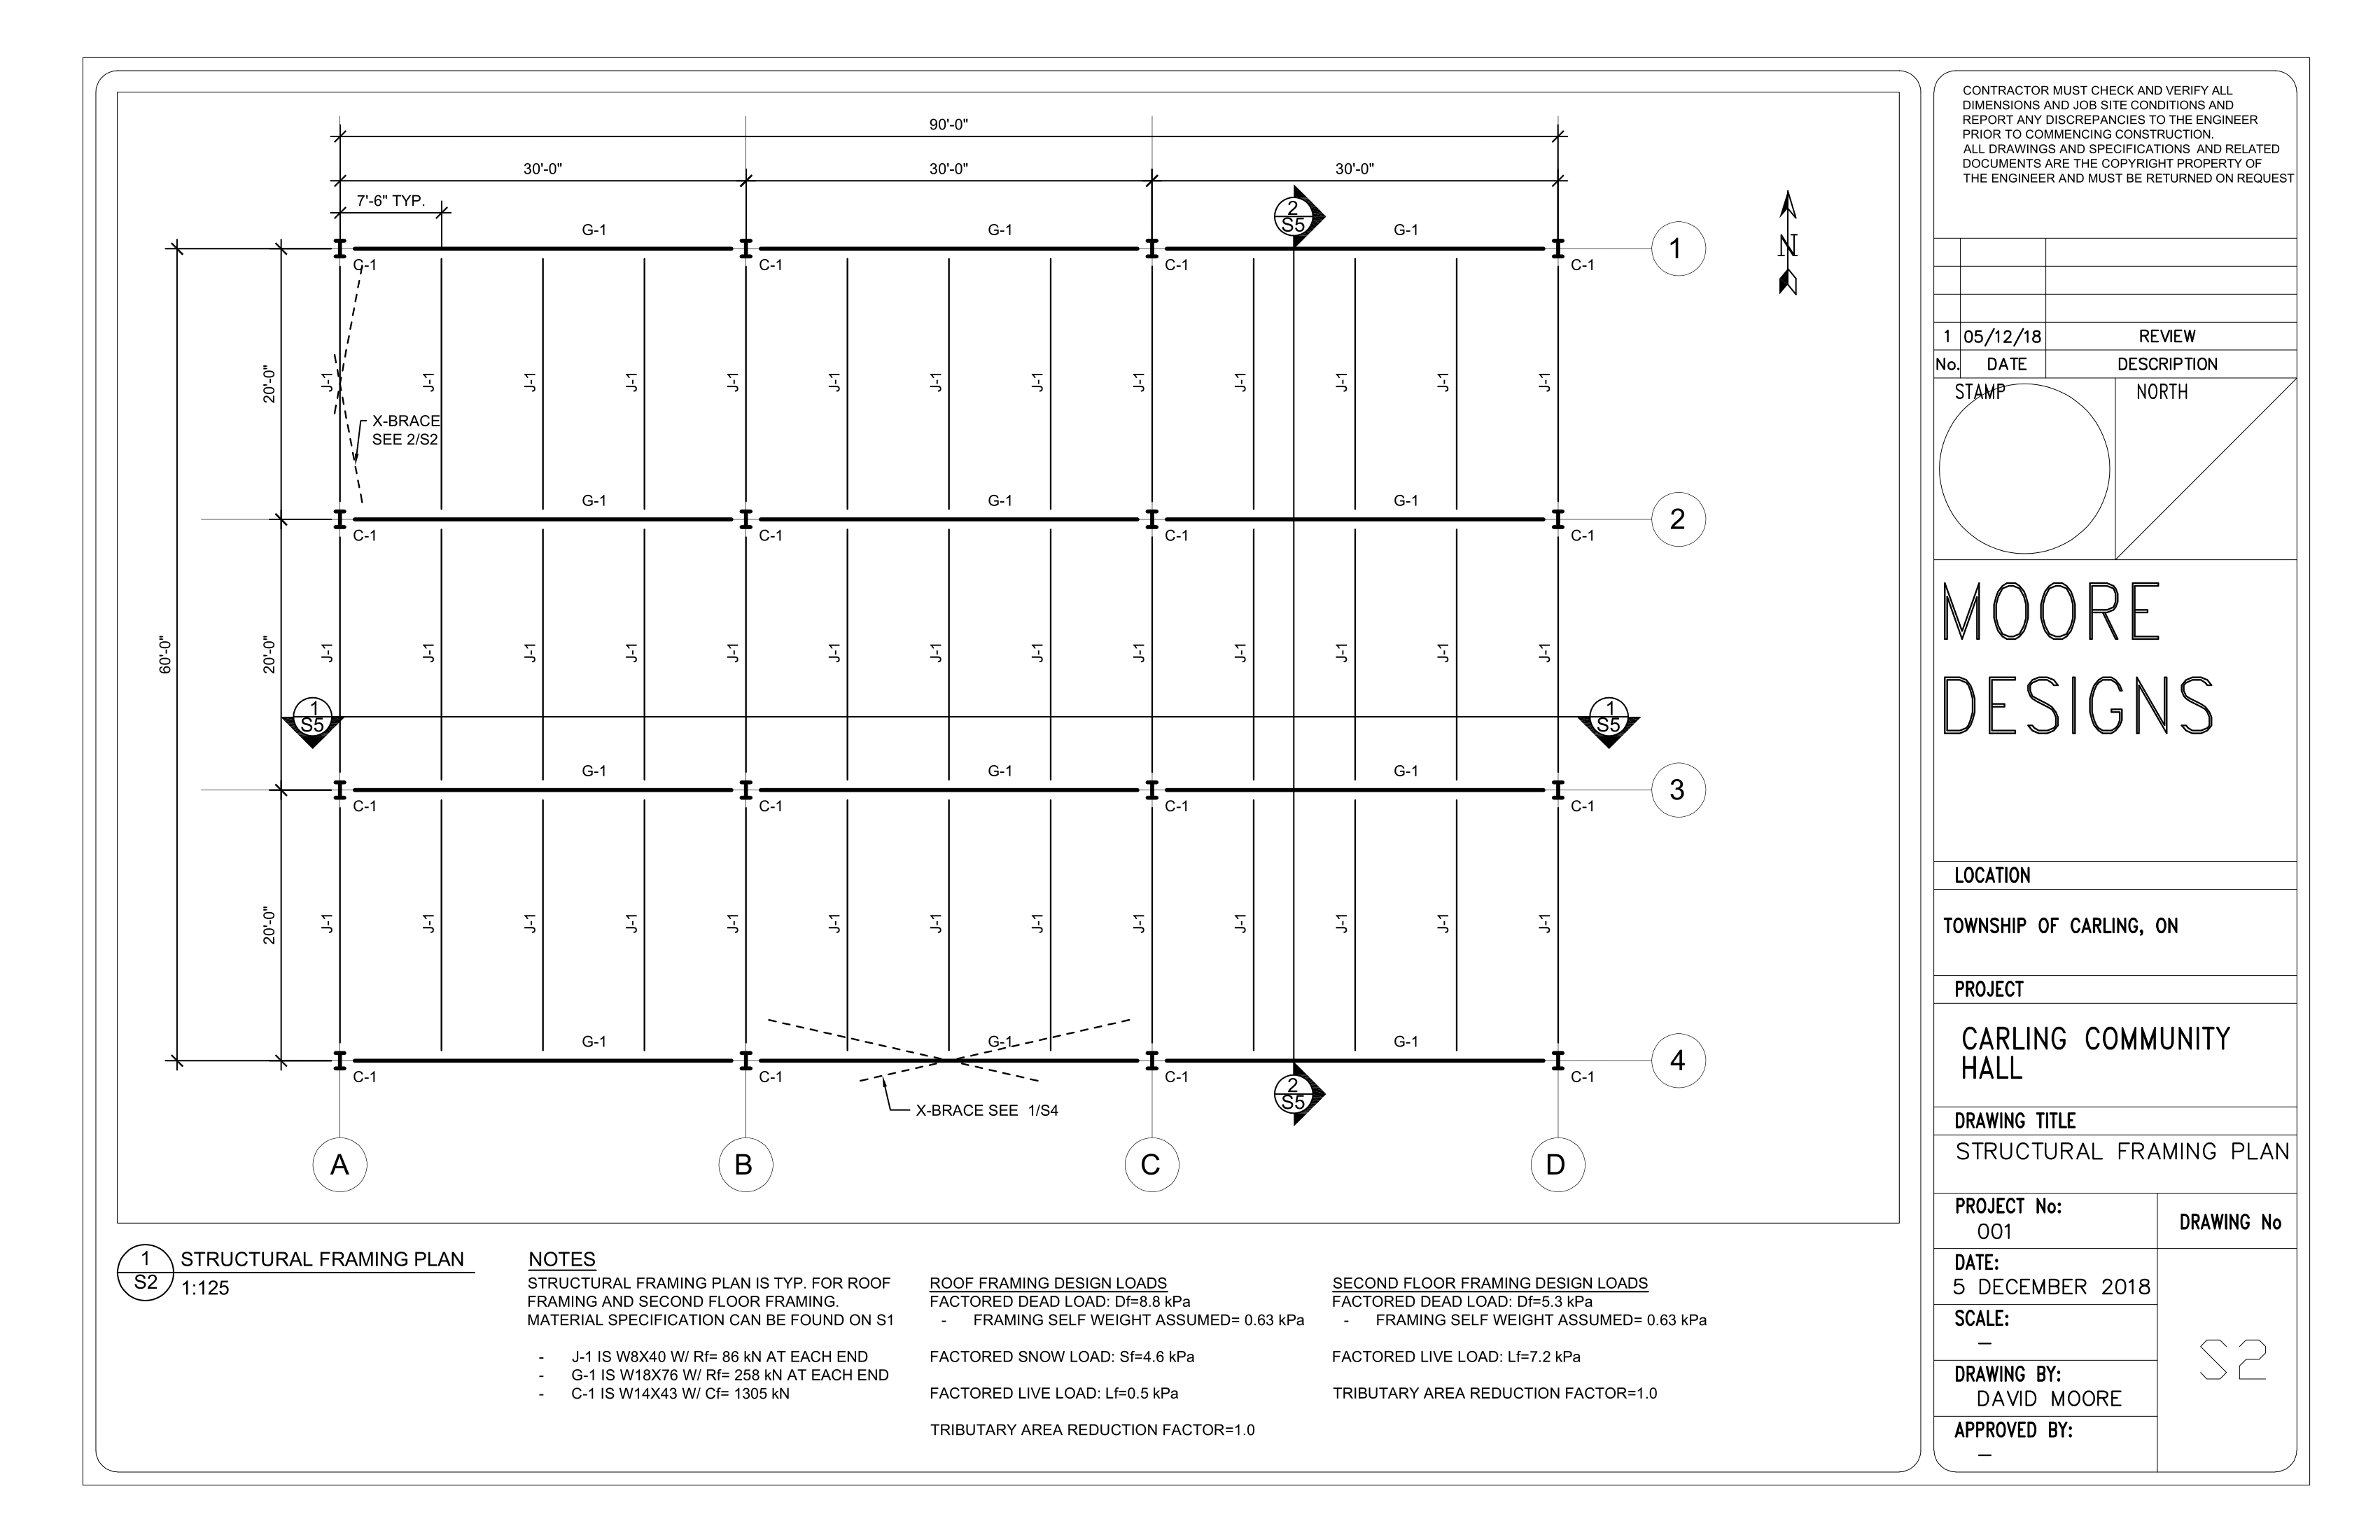 90'-0"
30'-0"
30'-0"
30'-0"
7'-6" TYP.
2
S5
G-1
G-1
G-1
1
C-1
C-1
C-1
C-1
N
20'-0"
J-1
J-1
J-1
J-1
J-1
J-1
J-1
J-1
J-1
J-1
J-1
J-1
J-1
X-BRACE
SEE 2/S2
G-1
G-1
G-1
2
C-1
C-1
C-1
C-1
60'-0"
20'-0"
J-1
J-1
J-1
J-1
J-1
J-1
J-1
J-1
J-1
J-1
J-1
J-1
J-1
1
S5
1
S5
G-1
G-1
G-1
3
C-1
C-1
C-1
C-1
20'-0"
J-1
J-1
J-1
J-1
J-1
J-1
J-1
J-1
J-1
J-1
J-1
J-1
J-1
G-1
G-1
G-1
4
C-1
C-1
C-1
C-1
2
S5
X-BRACE SEE 1/S4
A
B
C
D
1
S2
STRUCTURAL FRAMING PLAN
1:125
NOTES
STRUCTURAL FRAMING PLAN IS TYP. FOR ROOF
FRAMING AND SECOND FLOOR FRAMING.
MATERIAL SPECIFICATION CAN BE FOUND ON S1
- J-1 IS W8X40 W/ Rf= 86 kN AT EACH END
- G-1 IS W18X76 W/ Rf= 258 kN AT EACH END
- C-1 IS W14X43 W/ Cf= 1305 kN
ROOF FRAMING DESIGN LOADS
FACTORED DEAD LOAD: Df=8.8 kPa
- FRAMING SELF WEIGHT ASSUMED= 0.63 kPa
FACTORED SNOW LOAD: Sf=4.6 kPa
FACTORED LIVE LOAD: Lf=0.5 kPa
TRIBUTARY AREA REDUCTION FACTOR=1.0
SECOND FLOOR FRAMING DESIGN LOADS
FACTORED DEAD LOAD: Df=5.3 kPa
- FRAMING SELF WEIGHT ASSUMED= 0.63 kPa
FACTORED LIVE LOAD: Lf=7.2 kPa
TRIBUTARY AREA REDUCTION FACTOR=1.0
CONTRACTOR MUST CHECK AND VERIFY ALL
DIMENSIONS AND JOB SITE CONDITIONS AND
REPORT ANY DISCREPANCIES TO THE ENGINEER
PRIOR TO COMMENCING CONSTRUCTION.
ALL DRAWINGS AND SPECIFICATIONS AND RELATED
DOCUMENTS ARE THE COPYRIGHT PROPERTY OF
THE ENGINEER AND MUST BE RETURNED ON REQUEST
1 05/12/18 REVIEW
No. DATE DESCRIPTION
STAMP
NORTH
MOORE
DESIGNS
LOCATION
TOWNSHIP OF CARLING, ON
PROJECT
CARLING COMMUNITY
HALL
DRAWING TITLE
STRUCTURAL FRAMING PLAN
PROJECT No:
001
DRAWING No
DATE:
5 DECEMBER 2018
SCALE:
–
S2
DRAWING BY:
DAVID MOORE
APPROVED BY:
–